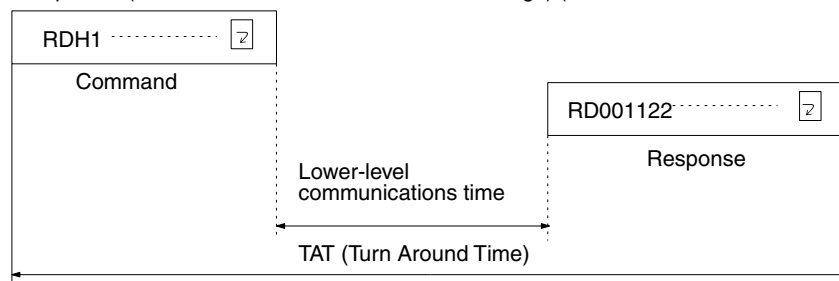 RDH1
Command
RD001122
Response
Lower-level
communications time
TAT (Turn Around Time)